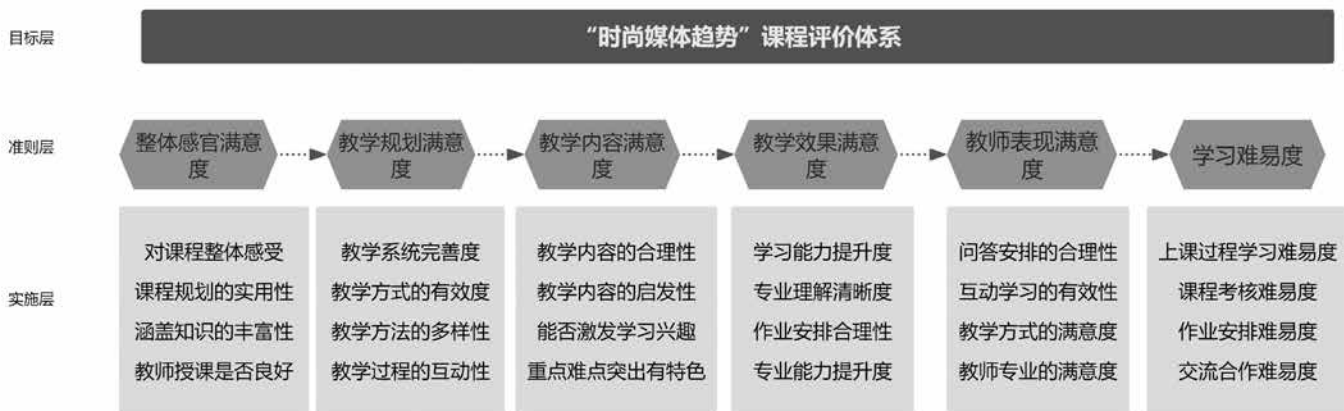 目标层
“时尚媒体趋势”课程评价体系
准则层
整体感官满意
度
教学规划满意
度
教学内容满意
度
教学效果满意
度
教师表现满意
度
学习难易度
实施层
对课程整体感受
课程规划的实用性
涵盖知识的丰富性
教师授课是否良好
教学系统完善度
教学方式的有效度
教学方法的多样性
教学过程的互动性
教学内容的合理性
教学内容的启发性
能否激发学习兴趣
重点难点突出有特色
学习能力提升度
专业理解清晰度
作业安排合理性
专业能力提升度
问答安排的合理性
互动学习的有效性
教学方式的满意度
教师专业的满意度
上课过程学习难易度
课程考核难易度
作业安排难易度
交流合作难易度